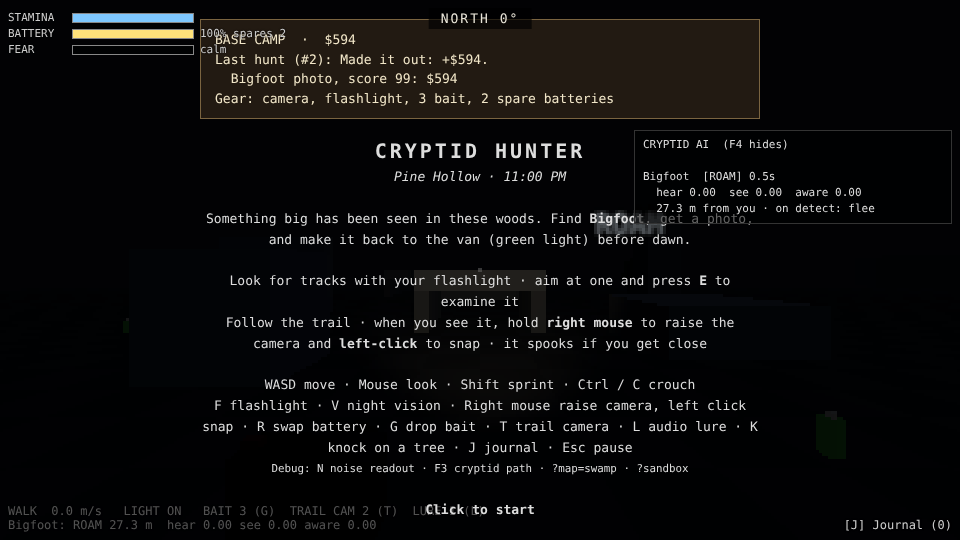 NORTH 0°
STAMINA
BATTERY 100% spares 2
FEAR calm
BASE CAMP · $594
Last hunt (#2): Made it out: +$594.
Bigfoot photo, score 99: $594
Gear: camera, flashlight, 3 bait, 2 spare batteries
CRYPTID AI (F4 hides)
Bigfoot [ROAM] 0.5s
hear 0.00 see 0.00 aware 0.00
27.3 m from you · on detect: flee
CRYPTID HUNTER
Pine Hollow · 11:00 PM
Something big has been seen in these woods. Find Bigfoot, get a photo,
and make it back to the van (green light) before dawn.
ROAM
Look for tracks with your flashlight · aim at one and press E to
examine it
Follow the trail · when you see it, hold right mouse to raise the
camera and left-click to snap · it spooks if you get close
WASD move · Mouse look · Shift sprint · Ctrl / C crouch
F flashlight · V night vision · Right mouse raise camera, left click
snap · R swap battery · G drop bait · T trail camera · L audio lure · K
knock on a tree · J journal · Esc pause
Debug: N noise readout · F3 cryptid path · ?map=swamp · ?sandbox
Click to start
WALK 0.0 m/s LIGHT ON BAIT 3 (G) TRAIL CAM 2 (T)
Bigfoot: ROAM 27.3 m hear 0.00 see 0.00 aware 0.00
[J] Journal (0)